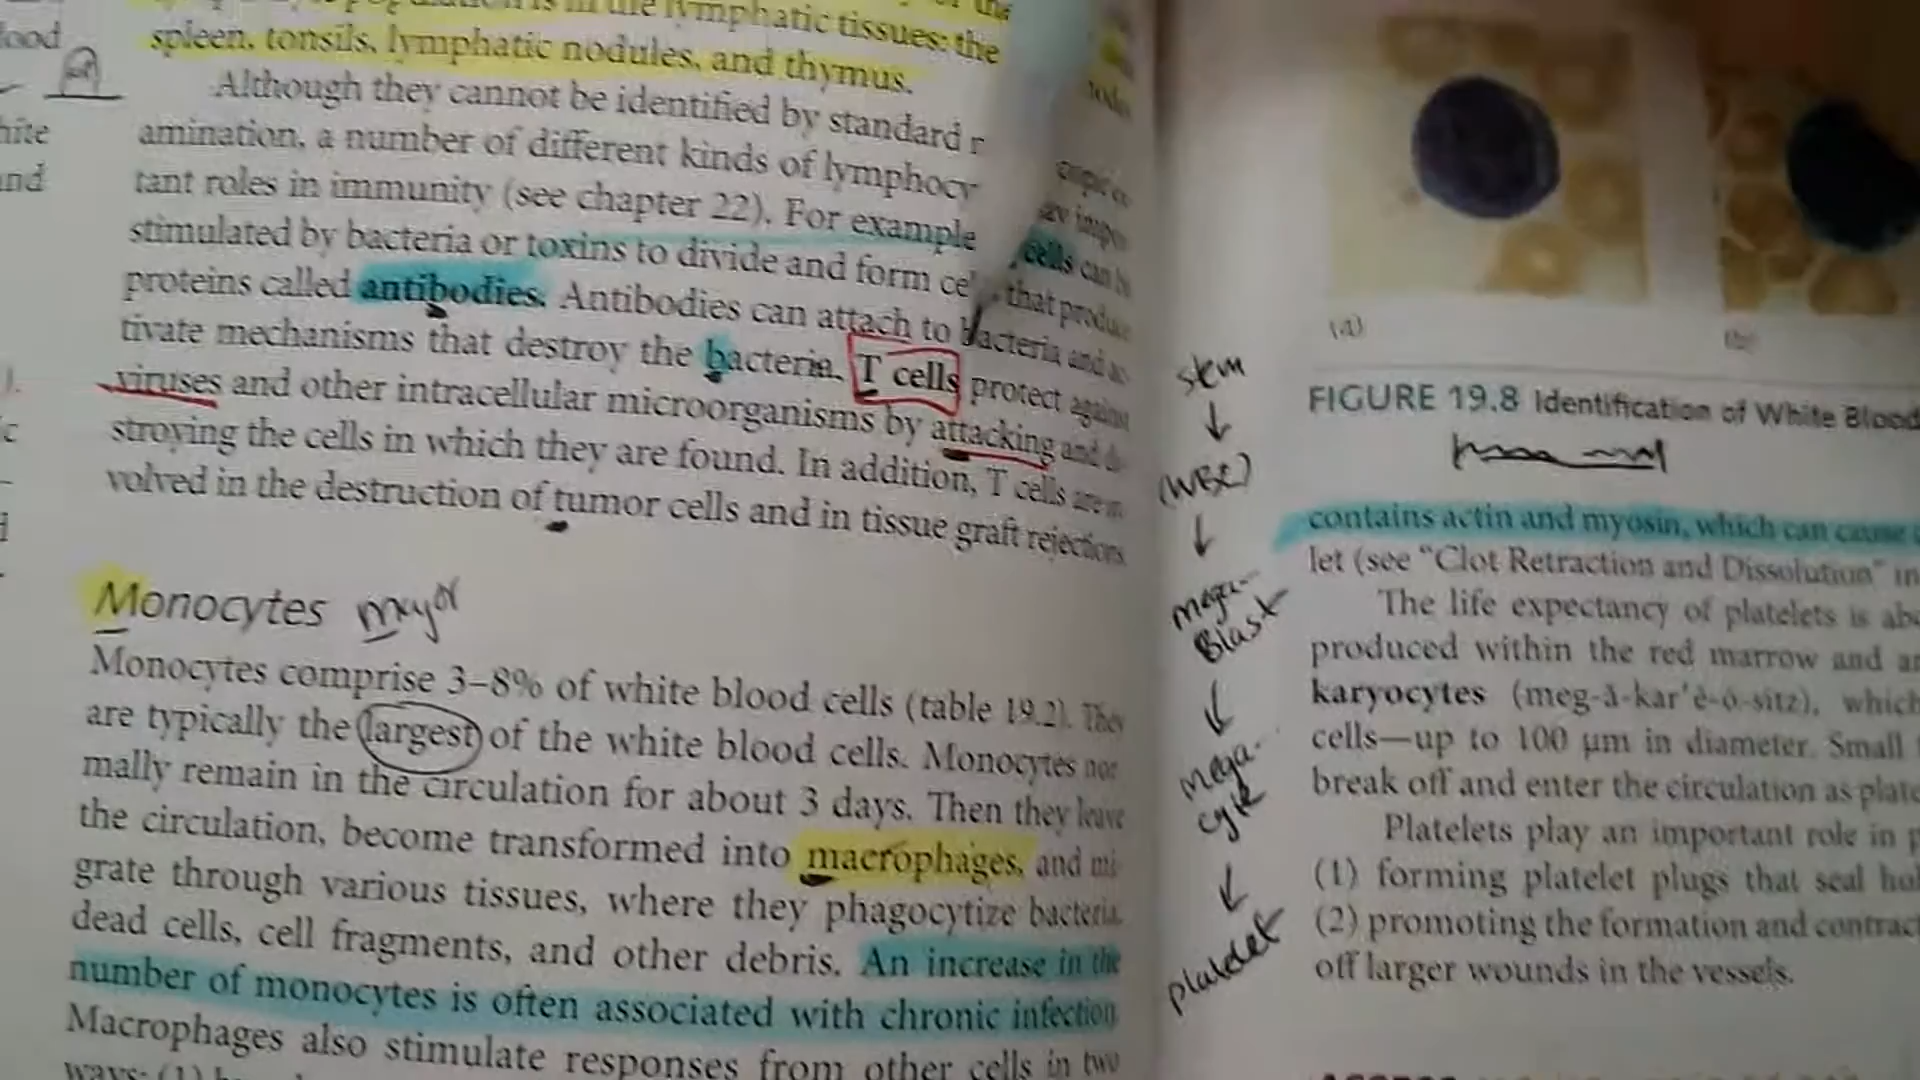 lymphatic tissues: the
spleen, tonsils, lymphatic nodules, and thymus.
Although they cannot be identified by standard
amination, a number of different kinds of
tant roles in immunity (see chapter 22). For example
cells can
stimulated by bacteria or toxins to divide and form
that
proteins called antibodies. Antibodies can attach to bacteria and
tivate mechanisms that destroy the bacteria. T cells protect against
viruses and other intracellular microorganisms by attacking and
stroying the cells in which they are found. In addition, T cells are
volved in the destruction of tumor cells and in tissue graft rejections
Monocytes
Monocytes comprise 3–8% of white blood cells (table 19.2). They
are typically the largest of the white blood cells. Monocytes nor
mally remain in the circulation for about 3 days. Then they leave
the circulation, become transformed into macrophages, and mi
grate through various tissues, where they phagocytize bacteria,
dead cells, cell fragments, and other debris. An increase in the
number of monocytes is often associated with chronic infection
Macrophages also stimulate responses from other cells in two
ways: (1)
stem
(WBC)
mega-
Blast
mega-
platelet
(a)
(b)
FIGURE 19.8 Identification of White Blood
contains actin and myosin, which can cause
let (see "Clot Retraction and Dissolution" in
The life expectancy of platelets is
produced within the red marrow and
karyocytes (meg-ă-kar'ē-ō-sītz), which
cells—up to 100 μm in diameter. Small
break off and enter the circulation as
Platelets play an important role in
(1) forming platelet plugs that seal
(2) promoting the formation and
off larger wounds in the vessels.